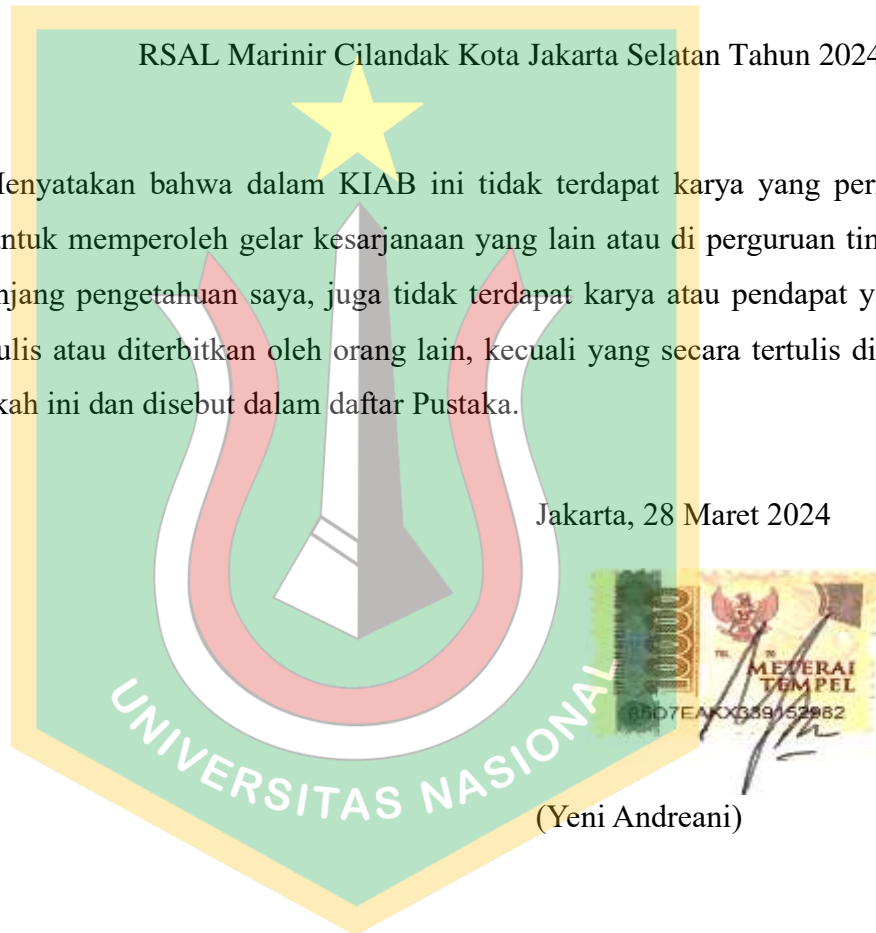 RSAL Marinir Cilandak Kota Jakarta Selatan Tahun 2024
enyatakan bahwa dalam KIAB ini tidak terdapat karya yang per
ntuk memperoleh gelar kesarjanaan yang lain atau di perguruan tin
njang pengetahuan saya, juga tidak terdapat karya atau pendapat y
ulis atau diterbitkan oleh orang lain, kecuali yang secara tertulis di
kah ini dan disebut dalam daftar Pustaka.
Jakarta, 28 Maret 2024
10000
METERAI
TEMPEL
UNIVERSITAS NASIONAL
(Yeni Andreani)